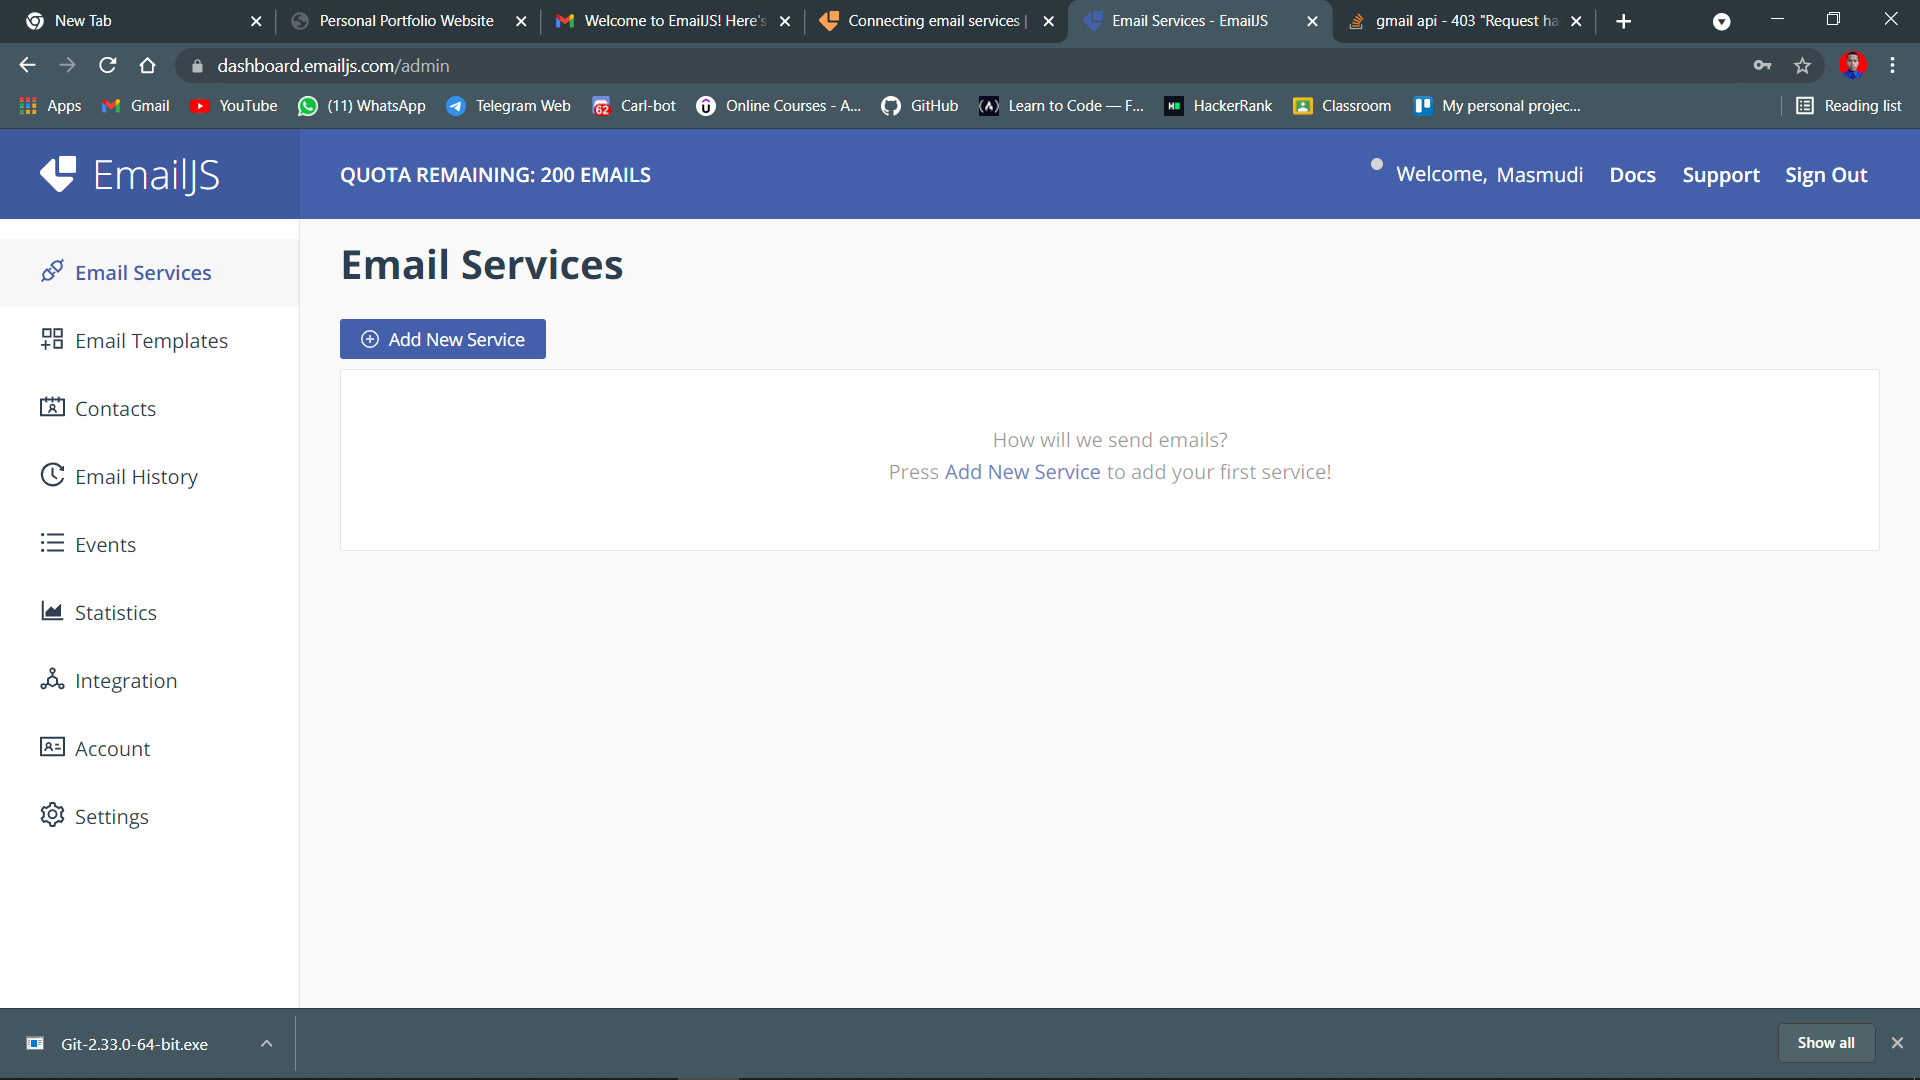 New Tab
Personal Portfolio Website
Welcome to EmailJS! Here's
Connecting email services |
Email Services - EmailJS
gmail api - 403 "Request ha
dashboard.emailjs.com/admin
Apps
Gmail
YouTube
(11) WhatsApp
Telegram Web
62
Carl-bot
Online Courses - A...
GitHub
Learn to Code — F...
HackerRank
Classroom
My personal projec...
Reading list
EmailJS
QUOTA REMAINING: 200 EMAILS
Welcome, Masmudi
Docs
Support
Sign Out
Email Services
Email Templates
Contacts
Email History
Events
Statistics
Integration
Account
Settings
Email Services
Add New Service
How will we send emails?
Press Add New Service to add your first service!
Git-2.33.0-64-bit.exe
Show all